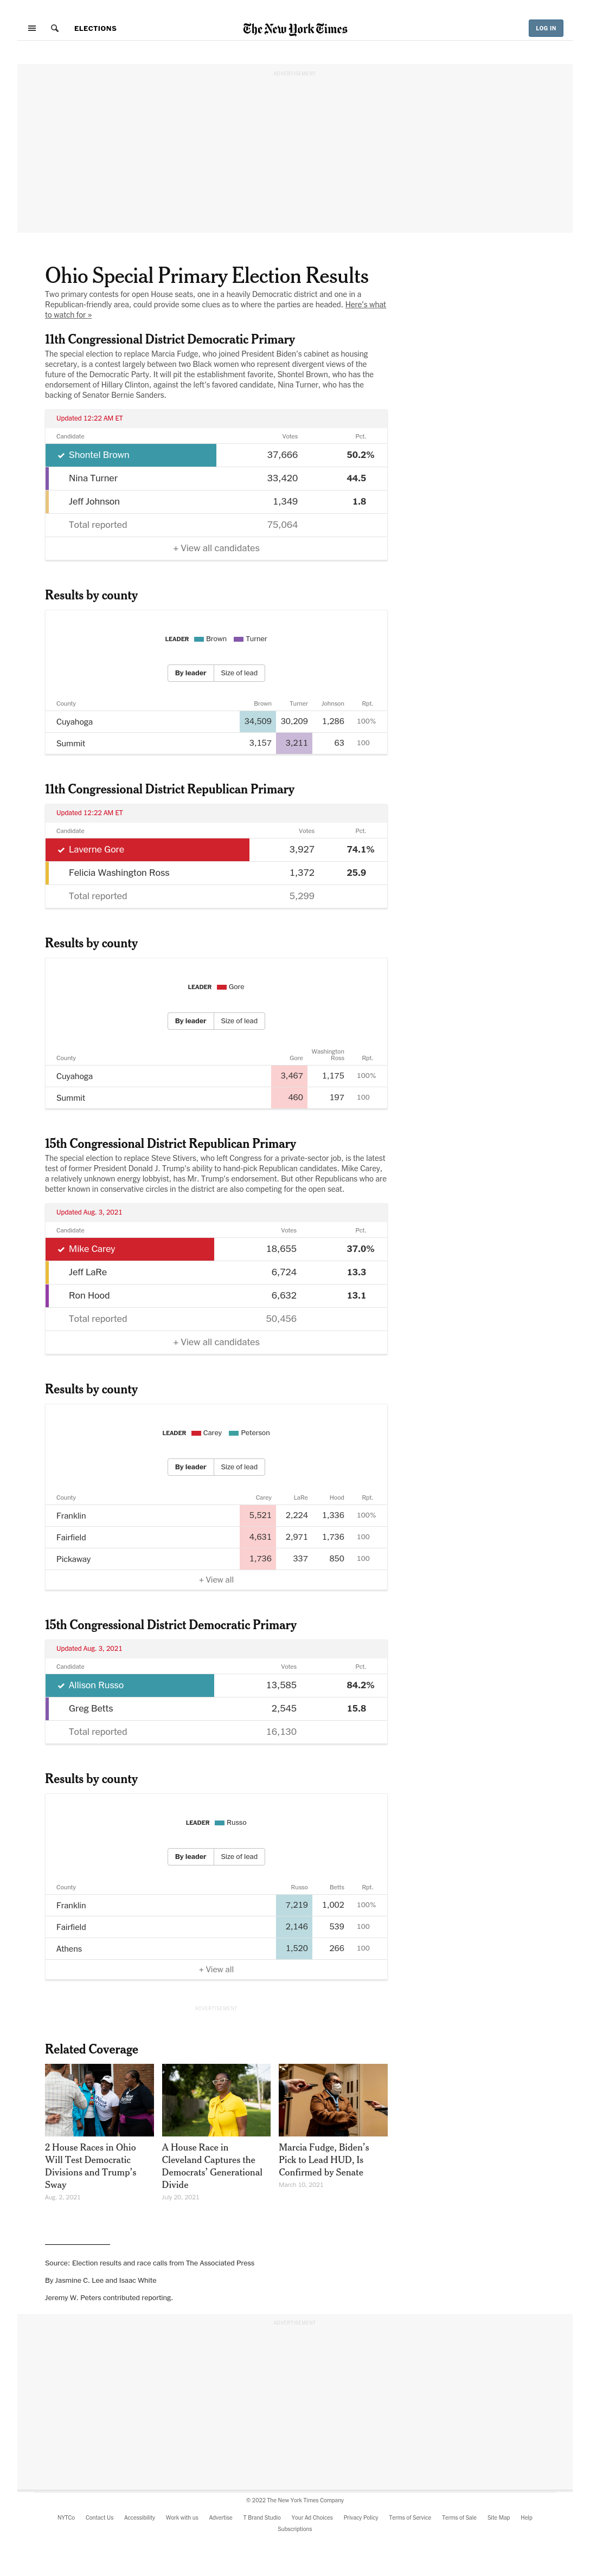 ELECTIONS
The New York Times
LOG IN
ADVERTISEMENT
Ohio Special Primary Election Results
Two primary contests for open House seats, one in a heavily Democratic district and one in a
Republican-friendly area, could provide some clues as to where the parties are headed. Here's what
to watch for »
11th Congressional District Democratic Primary
The special election to replace Marcia Fudge, who joined President Biden's cabinet as housing
secretary, is a contest largely between two Black women who represent divergent views of the
future of the Democratic Party. It will pit the establishment favorite, Shontel Brown, who has the
endorsement of Hillary Clinton, against the left's favored candidate, Nina Turner, who has the
backing of Senator Bernie Sanders.
Updated 12:22 AM ET
Candidate Votes Pct.
Shontel Brown 37,666 50.2%
Nina Turner 33,420 44.5
Jeff Johnson 1,349 1.8
Total reported 75,064
+ View all candidates
Results by county
LEADER Brown Turner
By leader Size of lead
County Brown Turner Johnson Rpt.
Cuyahoga 34,509 30,209 1,286 100%
Summit 3,157 3,211 63 100
11th Congressional District Republican Primary
Updated 12:22 AM ET
Candidate Votes Pct.
Laverne Gore 3,927 74.1%
Felicia Washington Ross 1,372 25.9
Total reported 5,299
Results by county
LEADER Gore
By leader Size of lead
County Gore Washington Ross Rpt.
Cuyahoga 3,467 1,175 100%
Summit 460 197 100
15th Congressional District Republican Primary
The special election to replace Steve Stivers, who left Congress for a private-sector job, is the latest
test of former President Donald J. Trump's ability to hand-pick Republican candidates. Mike Carey,
a relatively unknown energy lobbyist, has Mr. Trump's endorsement. But other Republicans who are
better known in conservative circles in the district are also competing for the open seat.
Updated Aug. 3, 2021
Candidate Votes Pct.
Mike Carey 18,655 37.0%
Jeff LaRe 6,724 13.3
Ron Hood 6,632 13.1
Total reported 50,456
+ View all candidates
Results by county
LEADER Carey Peterson
By leader Size of lead
County Carey LaRe Hood Rpt.
Franklin 5,521 2,224 1,336 100%
Fairfield 4,631 2,971 1,736 100
Pickaway 1,736 337 850 100
+ View all
15th Congressional District Democratic Primary
Updated Aug. 3, 2021
Candidate Votes Pct.
Allison Russo 13,585 84.2%
Greg Betts 2,545 15.8
Total reported 16,130
Results by county
LEADER Russo
By leader Size of lead
County Russo Betts Rpt.
Franklin 7,219 1,002 100%
Fairfield 2,146 539 100
Athens 1,520 266 100
+ View all
ADVERTISEMENT
Related Coverage
2 House Races in Ohio
Will Test Democratic
Divisions and Trump's
Sway
Aug. 2, 2021
A House Race in
Cleveland Captures the
Democrats' Generational
Divide
July 20, 2021
Marcia Fudge, Biden's
Pick to Lead HUD, Is
Confirmed by Senate
March 10, 2021
Source: Election results and race calls from The Associated Press
By Jasmine C. Lee and Isaac White
Jeremy W. Peters contributed reporting.
ADVERTISEMENT
© 2022 The New York Times Company
NYTCo Contact Us Accessibility Work with us Advertise T Brand Studio Your Ad Choices Privacy Policy Terms of Service Terms of Sale Site Map Help
Subscriptions